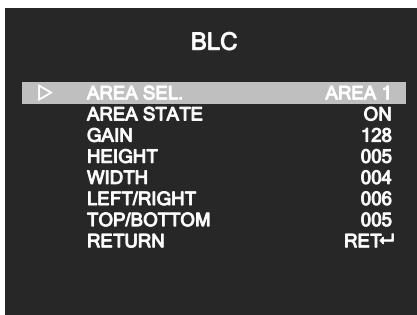 BLC
AREA SEL. AREA 1
AREA STATE ON
GAIN 128
HEIGHT 005
WIDTH 004
LEFT/RIGHT 006
TOP/BOTTOM 005
RETURN RET↵